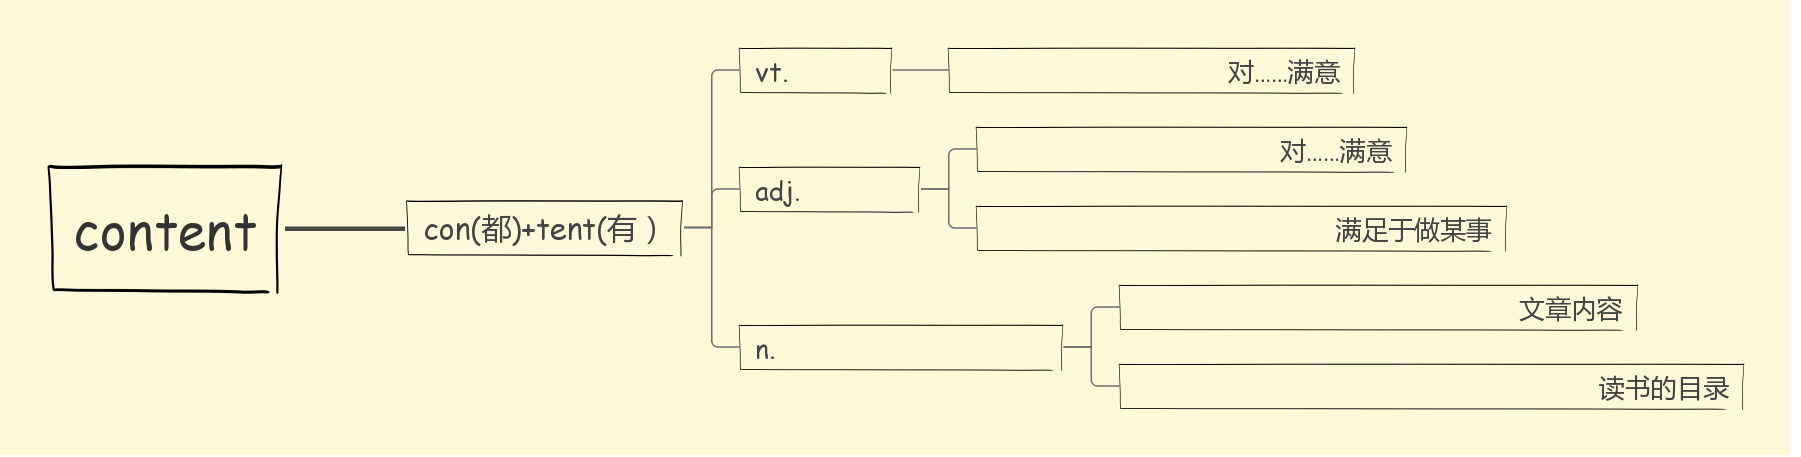 content
con(都)+tent(有 )
vt.
对……满意
adj.
对……满意
满足于做某事
n.
文章内容
读书的目录